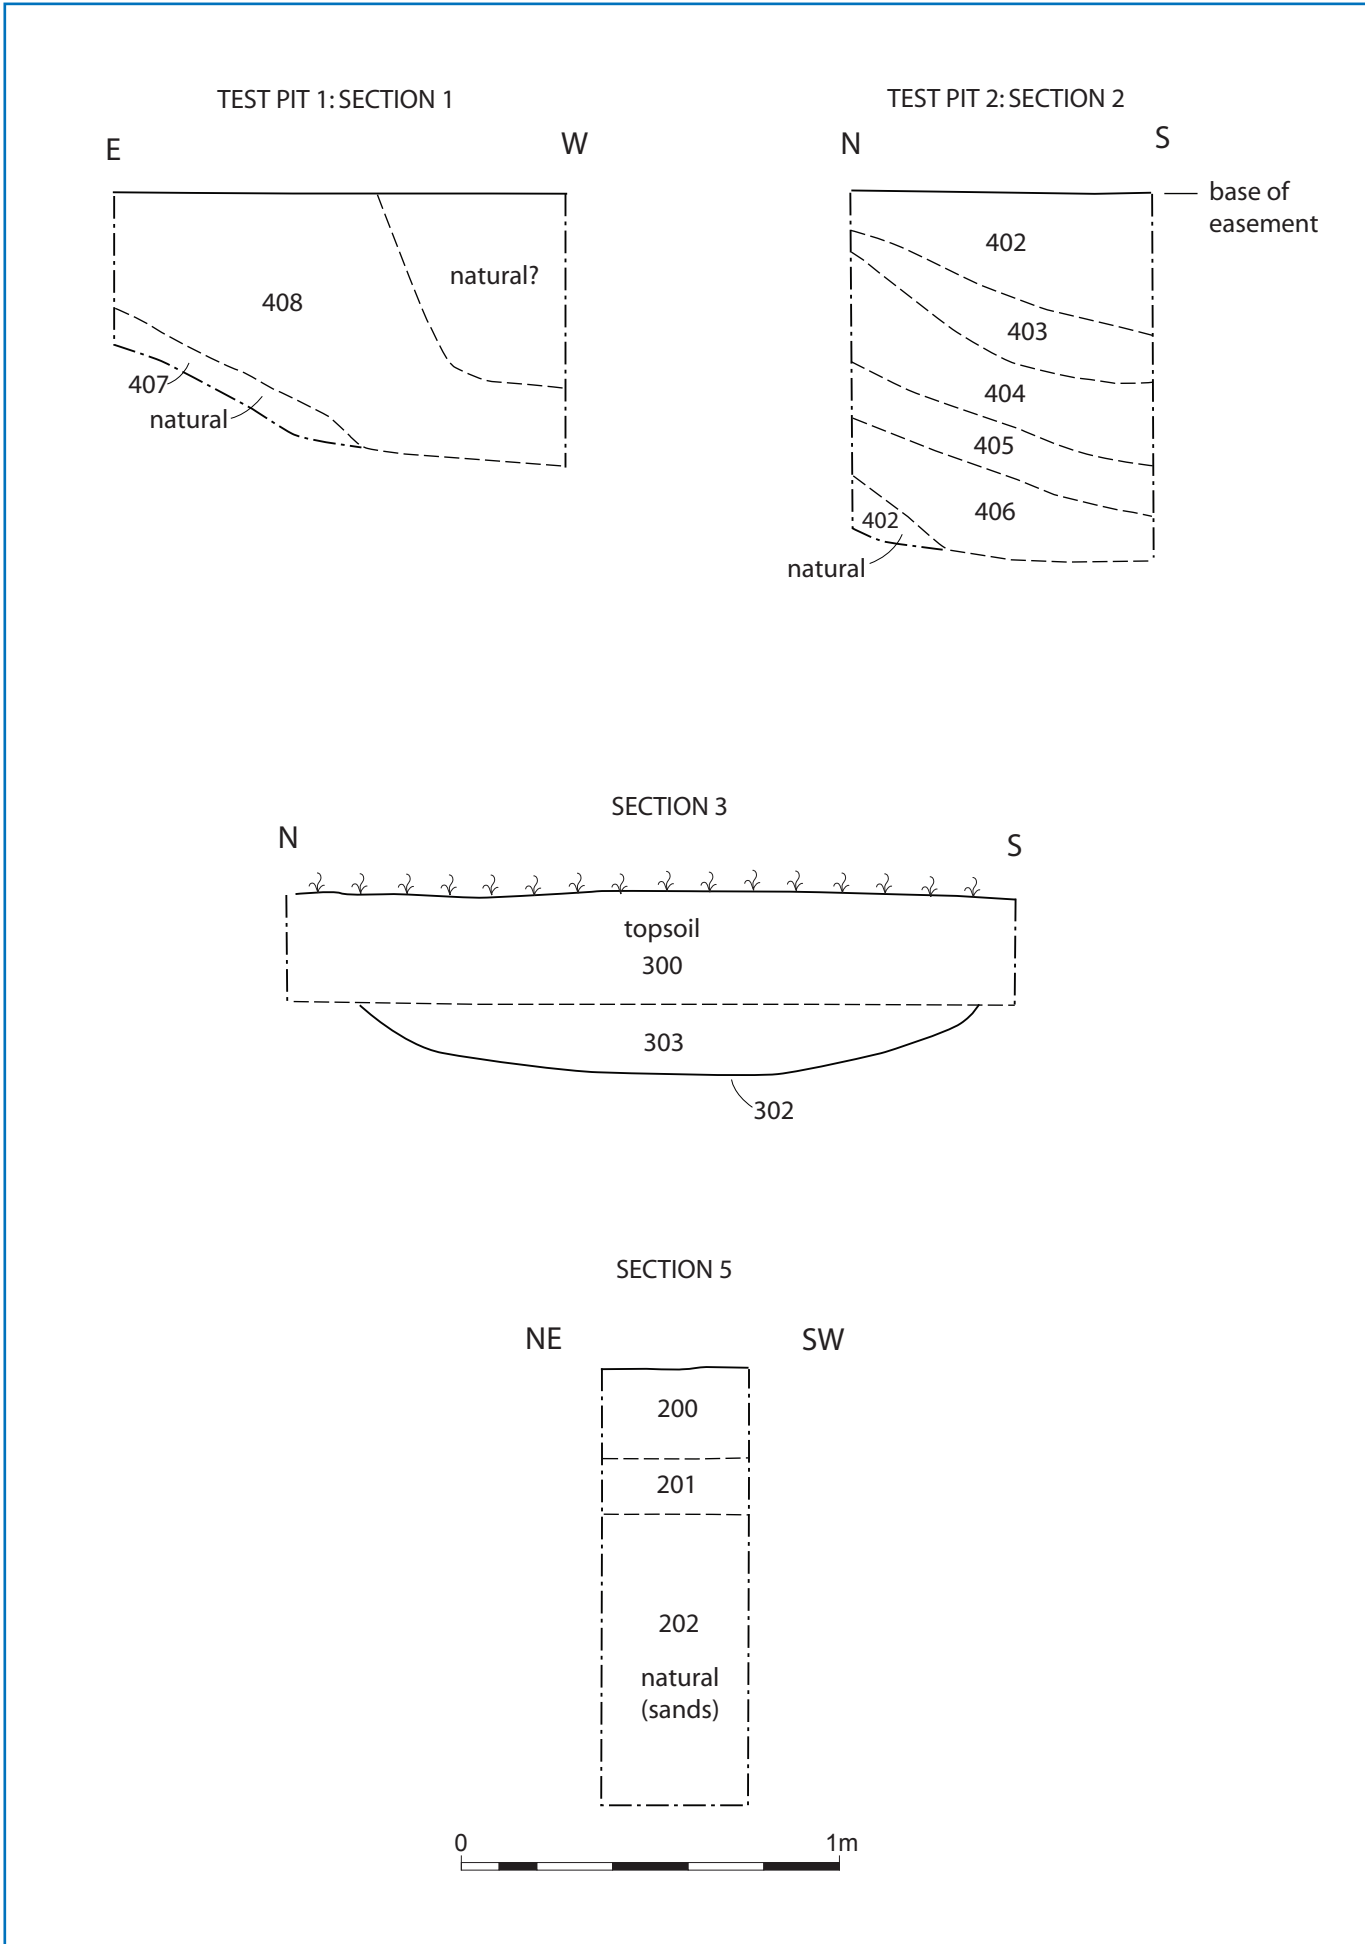 TEST PIT 1: SECTION 1
E
W
408
natural?
407
natural
TEST PIT 2: SECTION 2
N
S
base of
easement
402
403
404
405
406
402
natural
SECTION 3
N
S
topsoil
300
303
302
SECTION 5
NE
SW
200
201
202
natural
(sands)
0
1m